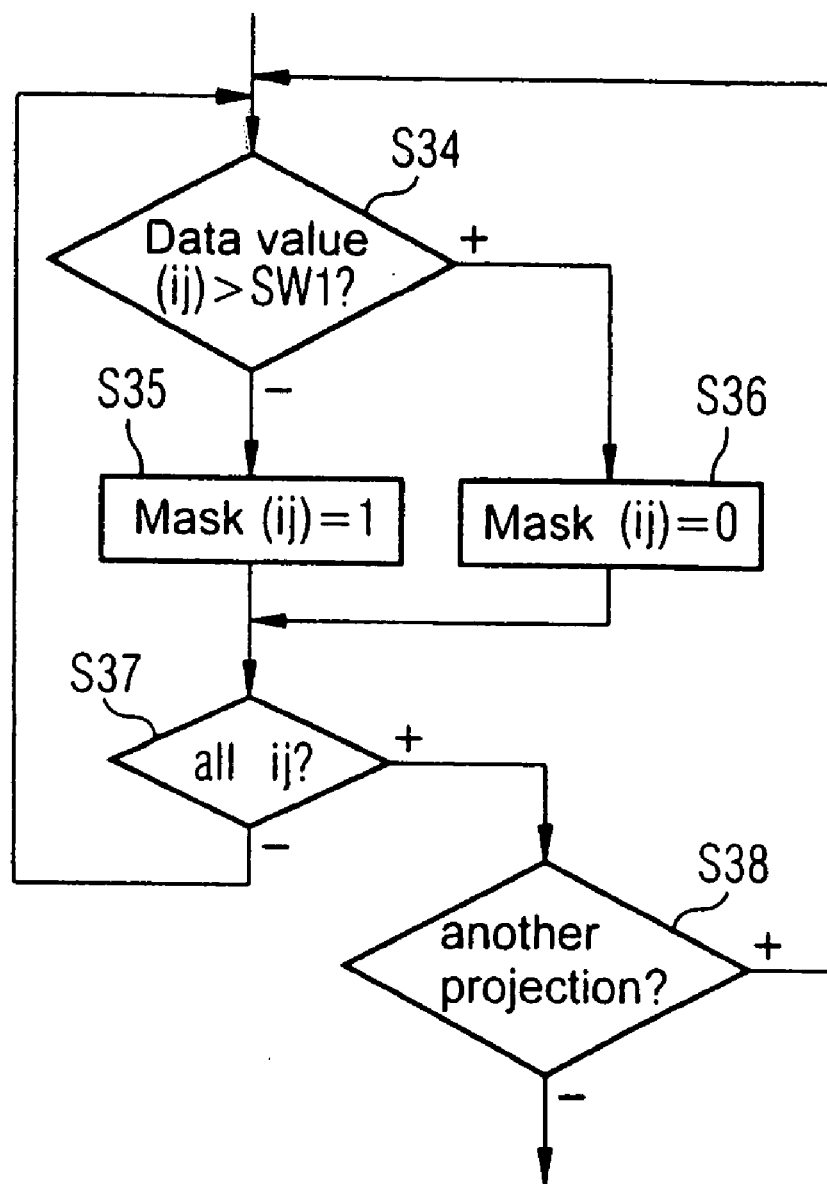 S34
Data value
(ij) > SW1?
+
−
S35
S36
Mask (ij) = 1
Mask (ij) = 0
S37
all ij?
+
−
S38
another
projection?
+
−